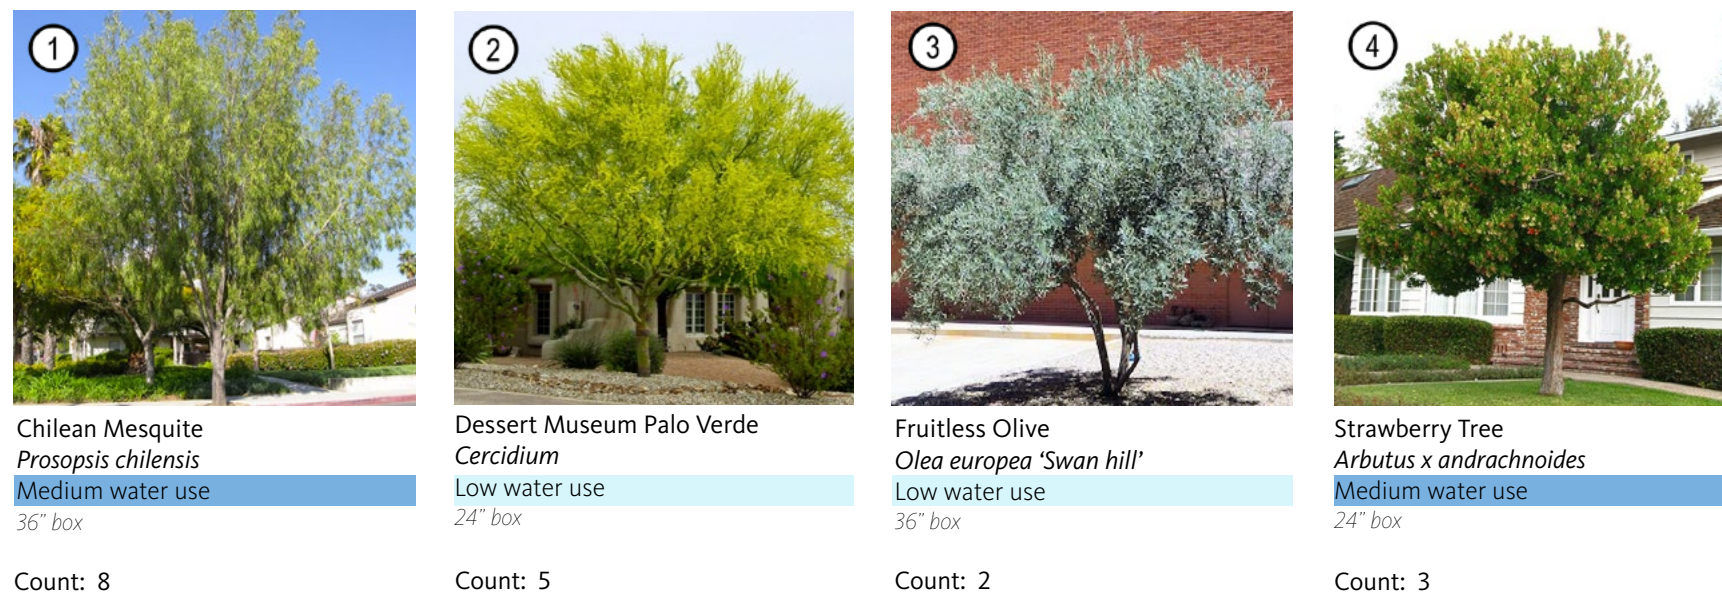 1
Chilean Mesquite
Prosopsis chilensis
Medium water use
36” box
Count: 8
2
Dessert Museum Palo Verde
Cercidium
Low water use
24” box
Count: 5
3
Fruitless Olive
Olea europea ‘Swan hill’
Low water use
36” box
Count: 2
4
Strawberry Tree
Arbutus x andrachnoides
Medium water use
24” box
Count: 3